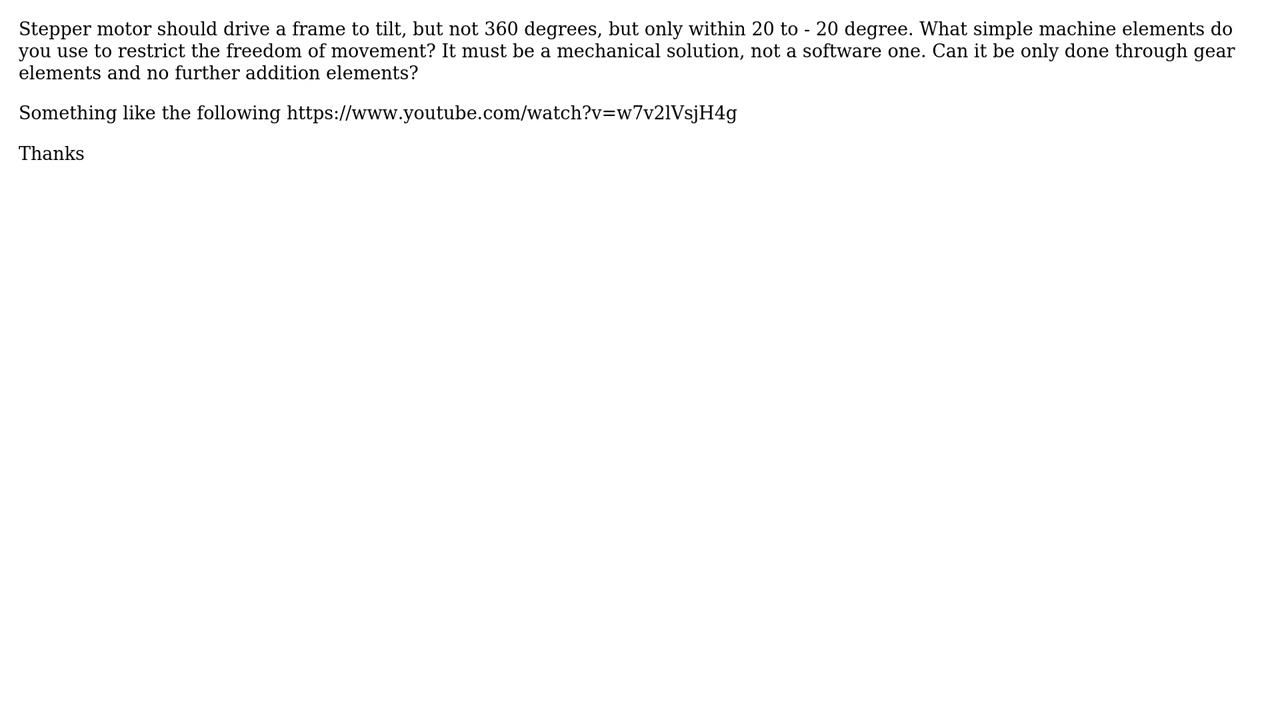 Stepper motor should drive a frame to tilt, but not 360 degrees, but only within 20 to - 20 degree. What simple machine elements do
you use to restrict the freedom of movement? It must be a mechanical solution, not a software one. Can it be only done through gear
elements and no further addition elements?
Something like the following https://www.youtube.com/watch?v=w7v2lVsjH4g
Thanks